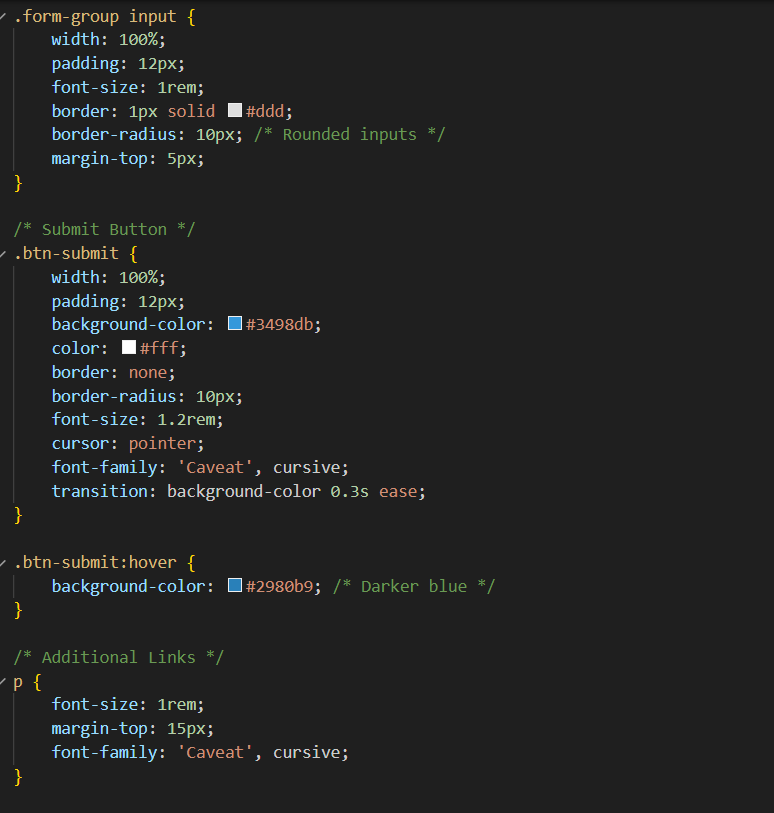 .form-group input {
    width: 100%;
    padding: 12px;
    font-size: 1rem;
    border: 1px solid #ddd;
    border-radius: 10px; /* Rounded inputs */
    margin-top: 5px;
}

/* Submit Button */
.btn-submit {
    width: 100%;
    padding: 12px;
    background-color: #3498db;
    color: #fff;
    border: none;
    border-radius: 10px;
    font-size: 1.2rem;
    cursor: pointer;
    font-family: 'Caveat', cursive;
    transition: background-color 0.3s ease;
}

.btn-submit:hover {
    background-color: #2980b9; /* Darker blue */
}

/* Additional Links */
p {
    font-size: 1rem;
    margin-top: 15px;
    font-family: 'Caveat', cursive;
}